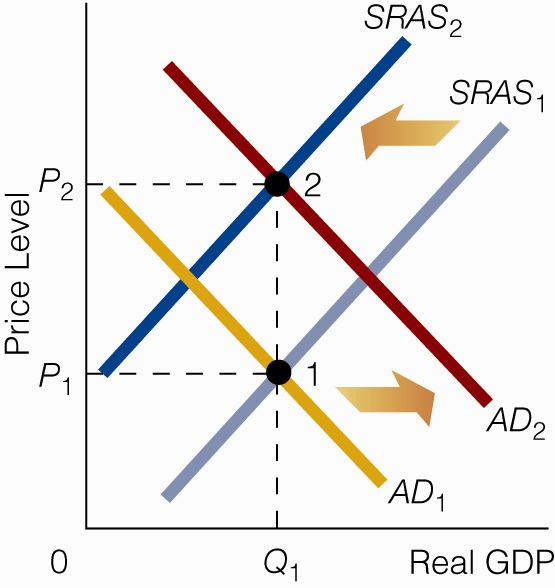 SRAS₂
SRAS₁
P₂
2
Price Level
P₁
1
AD₂
AD₁
0
Q₁
Real GDP